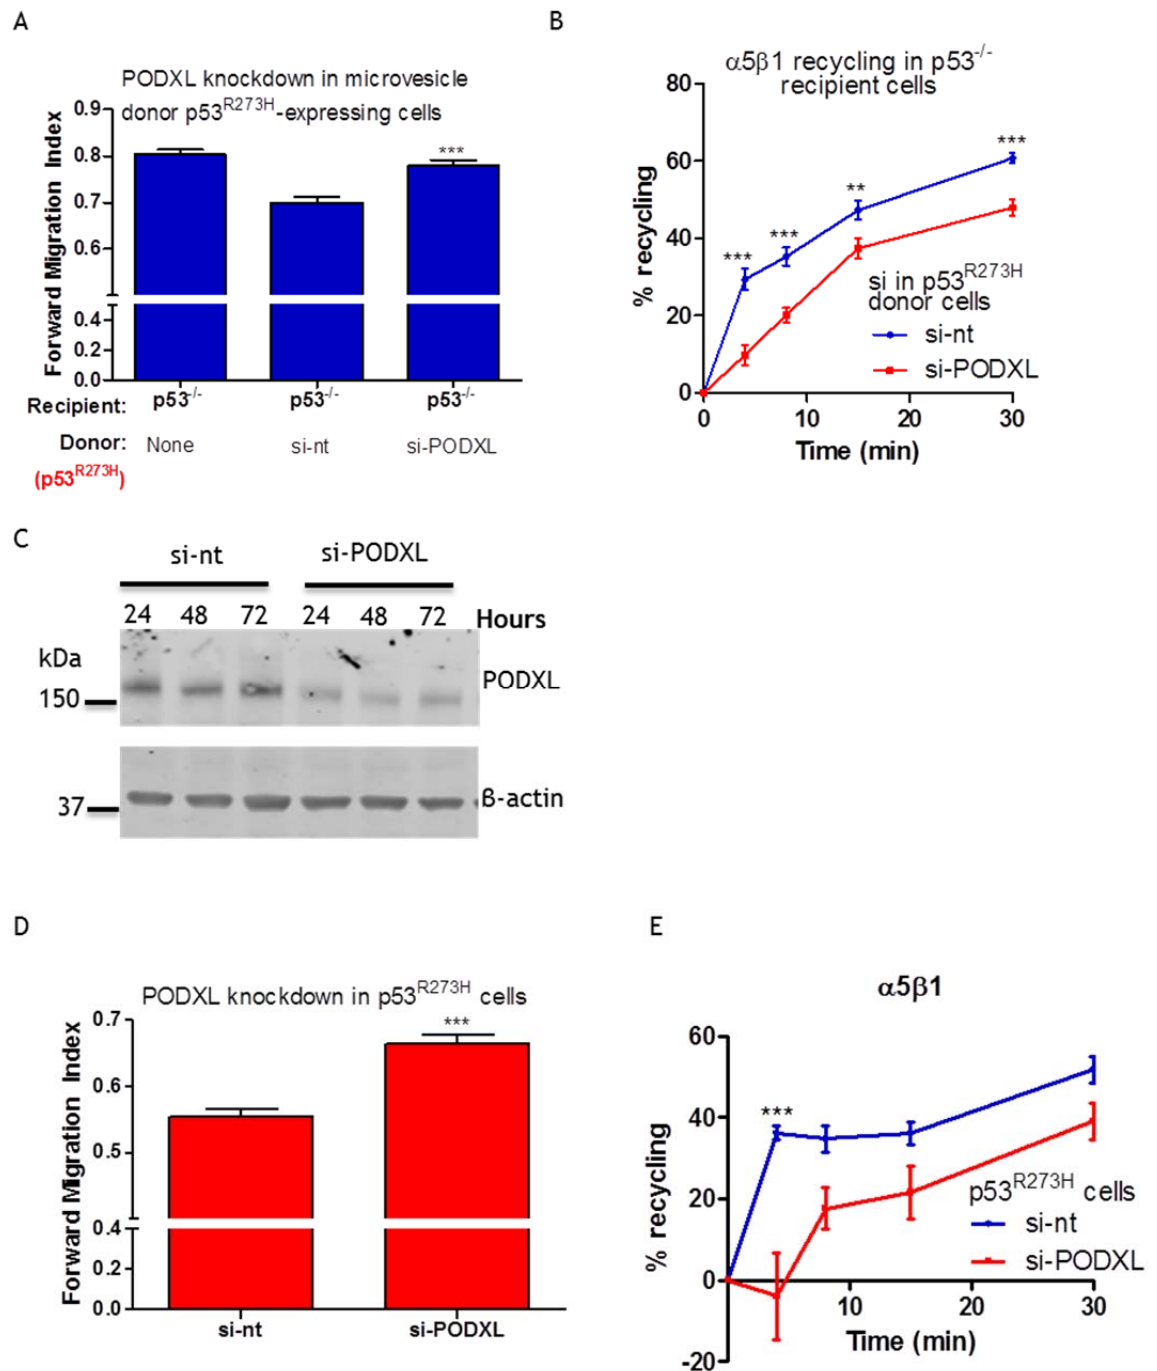 A
PODXL knockdown in microvesicle
donor p53R273H-expressing cells
Forward Migration Index
0.9
0.8
0.7
0.6
0.4
0.2
0.0
***
Recipient: p53-/- p53-/- p53-/-
Donor: None si-nt si-PODXL
(p53R273H)
B
α5β1 recycling in p53-/-
recipient cells
% recycling
80
60
40
20
0
*** *** ** ***
si in p53R273H
donor cells
si-nt
si-PODXL
0 10 20 30
Time (min)
C
si-nt si-PODXL
24 48 72 24 48 72 Hours
kDa
150
PODXL
37
ß-actin
D
PODXL knockdown in p53R273H cells
Forward Migration Index
0.7
0.6
0.5
0.4
0.2
0.0
***
si-nt si-PODXL
E
α5β1
% recycling
60
40
20
0
-20
***
p53R273H cells
si-nt
si-PODXL
10 20 30
Time (min)